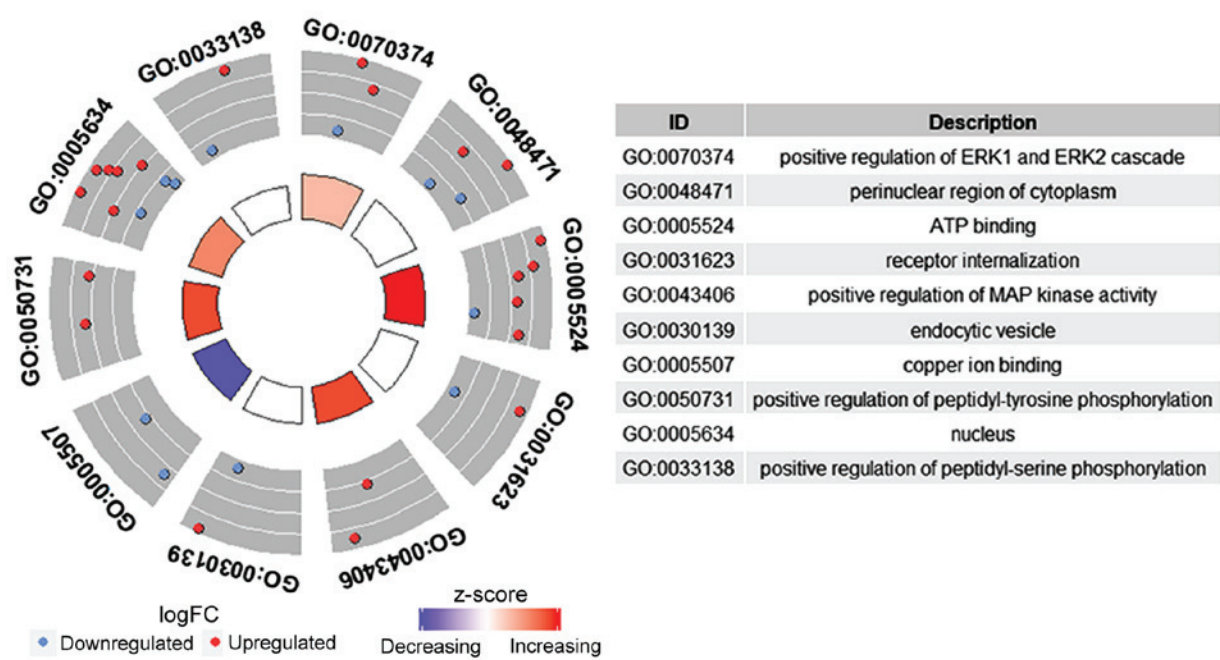 GO:0070374
GO:0048471
GO:0005524
GO:0031623
GO:0043406
GO:0030139
GO:0005507
GO:0050731
GO:0005634
GO:0033138
logFC
Downregulated Upregulated
z-score
Decreasing Increasing
ID Description
GO:0070374 positive regulation of ERK1 and ERK2 cascade
GO:0048471 perinuclear region of cytoplasm
GO:0005524 ATP binding
GO:0031623 receptor internalization
GO:0043406 positive regulation of MAP kinase activity
GO:0030139 endocytic vesicle
GO:0005507 copper ion binding
GO:0050731 positive regulation of peptidyl-tyrosine phosphorylation
GO:0005634 nucleus
GO:0033138 positive regulation of peptidyl-serine phosphorylation